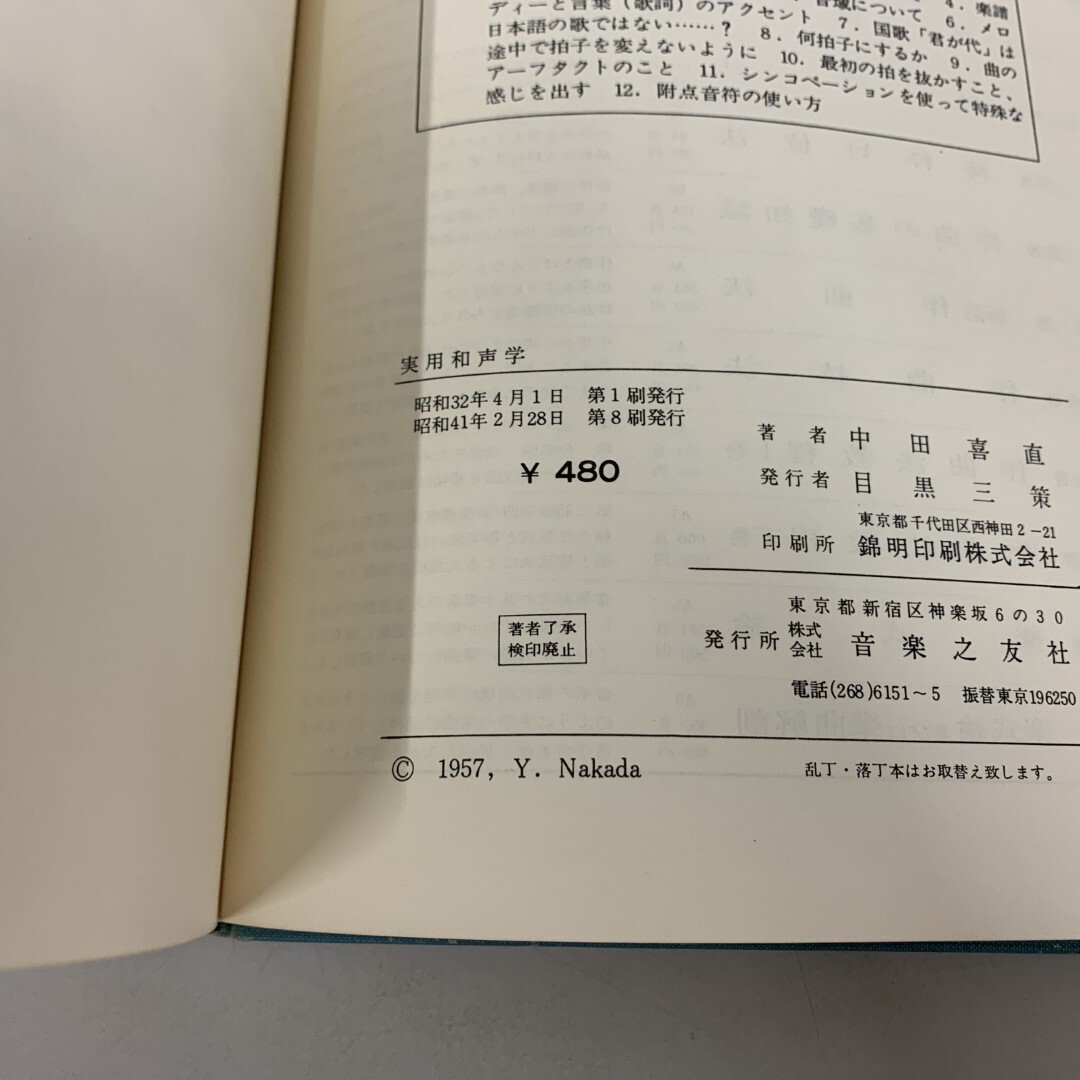 4．楽譜
音域について 6．メロ
ディーと言葉（歌詞）のアクセント 7．国歌「君が代」は
日本語の歌ではない……？ 8．何拍子にするか 9．曲の
途中で拍子を変えないように 10．最初の拍を抜かすこと、
アーフタクトのこと 11．シンコペーションを使って特殊な
感じを出す 12．附点音符の使い方
実用和声学
昭和32年4月1日 第1刷発行
昭和41年2月28日 第8刷発行
¥ 480
著者 中田喜直
発行者 目黒三策
東京都千代田区西神田2－21
印刷所 錦明印刷株式会社
東京都新宿区神楽坂6の30
発行所 株式会社 音楽之友社
電話(268)6151～5 振替東京196250
著者了承
検印廃止
© 1957, Y. Nakada
乱丁・落丁本はお取替え致します。